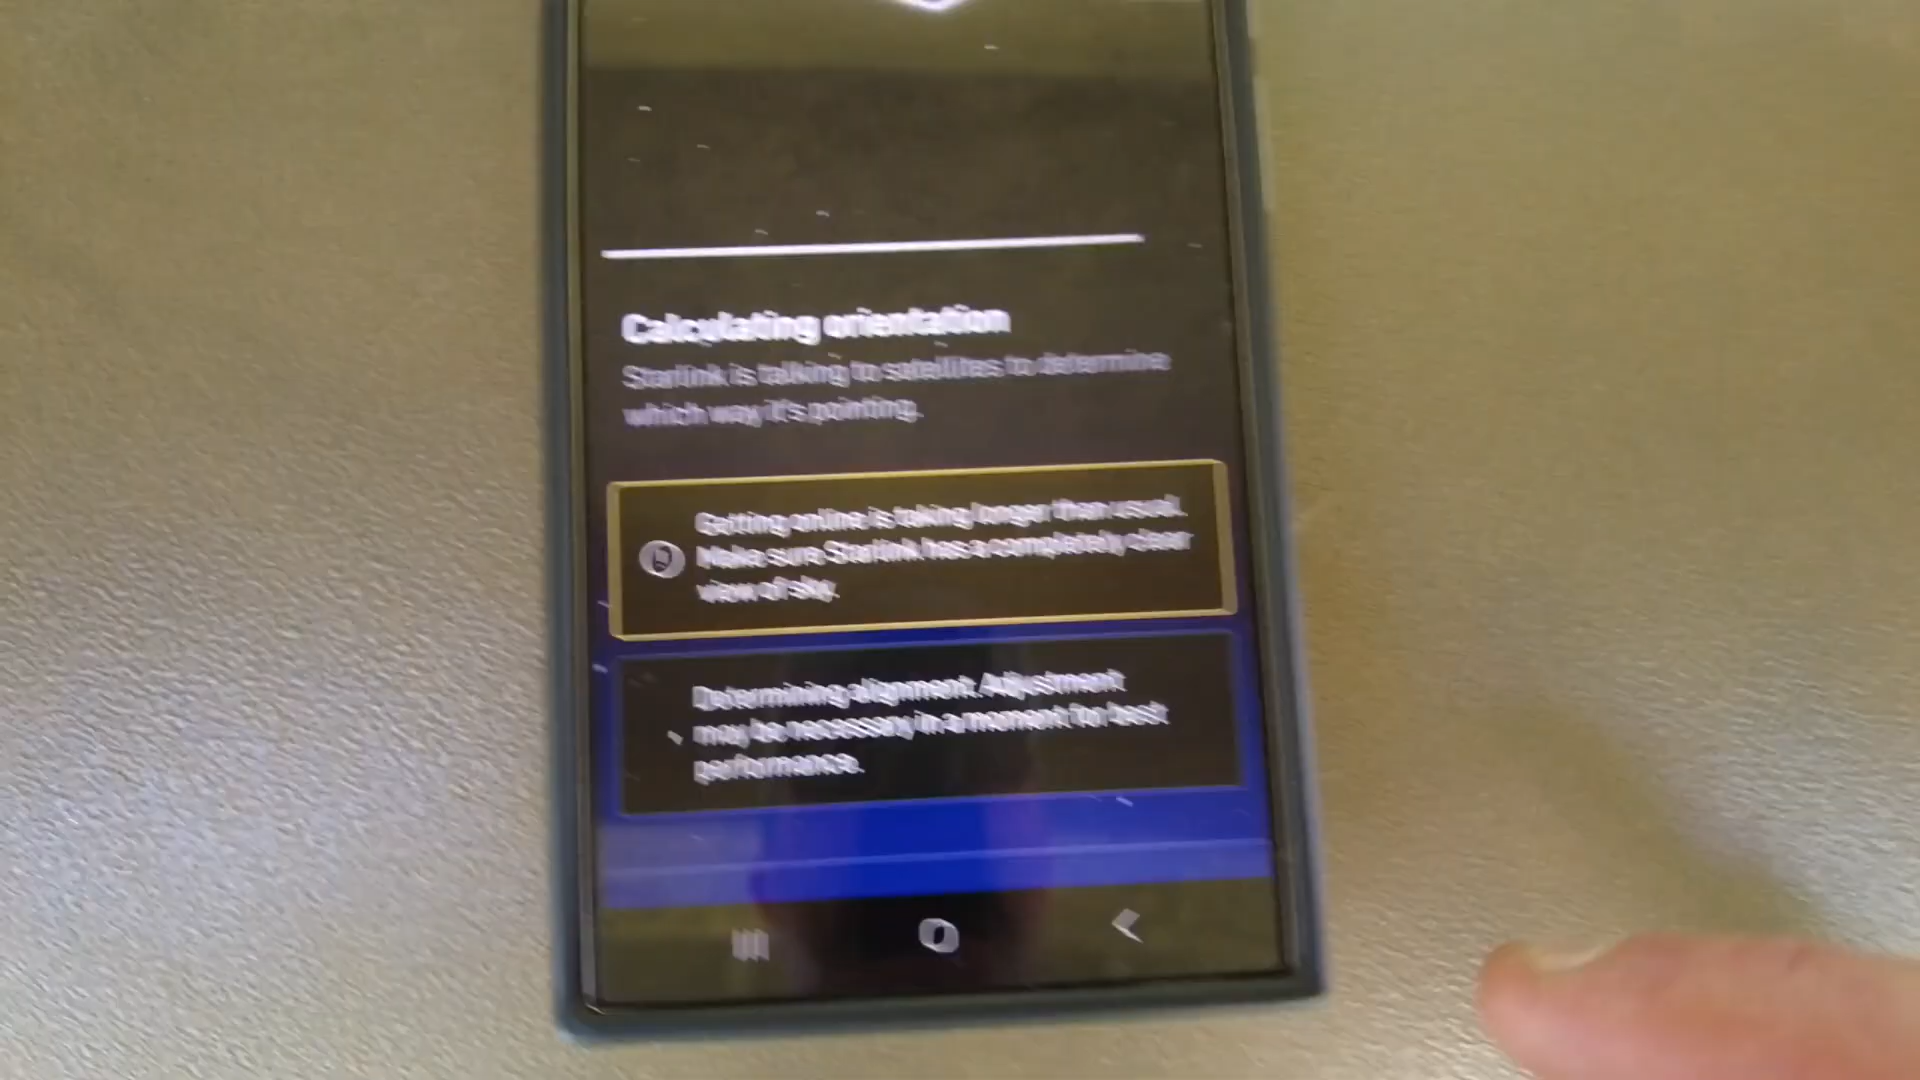 Calculating orientation
Starlink is talking to satellites to determine
which way it's pointing.
Getting online is taking longer than usual.
Make sure Starlink has a completely clear
view of sky.
Determining alignment. Adjustment
may be necessary in a moment for best
performance.